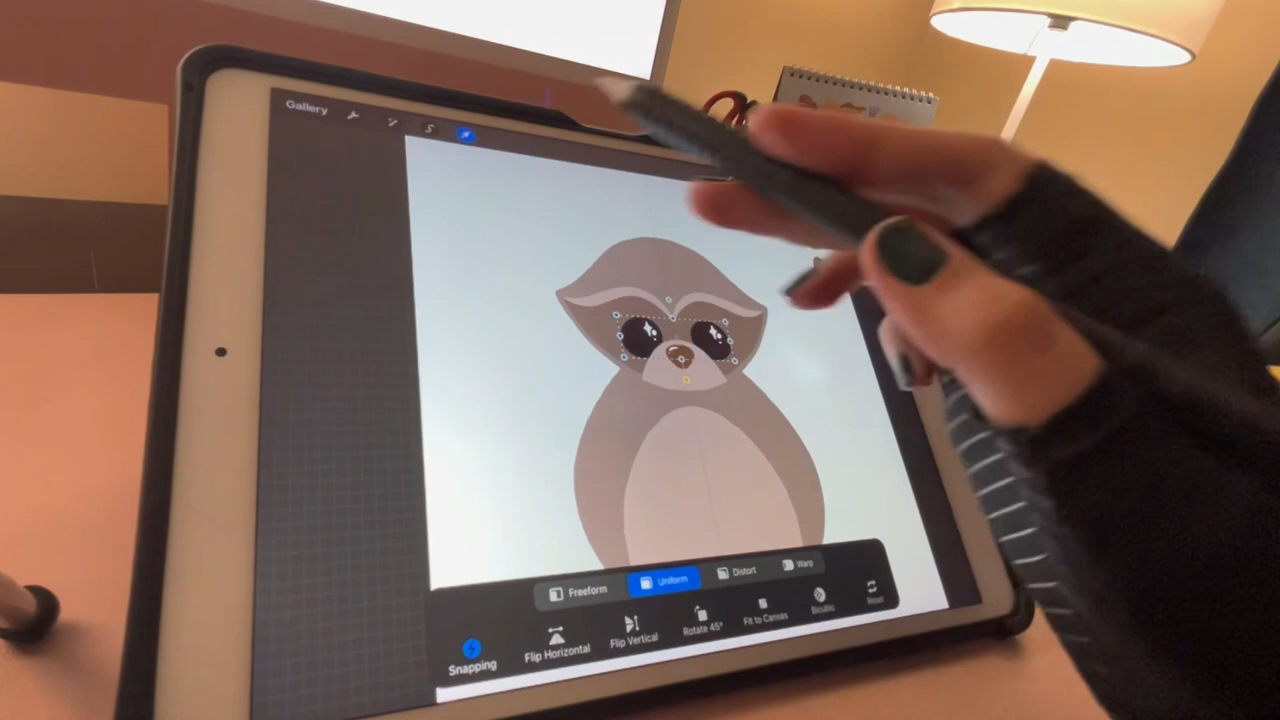 Gallery
Freeform
Uniform
Distort
Warp
Snapping
Flip Horizontal
Flip Vertical
Rotate 45°
Fit to Canvas
Bicubic
Reset